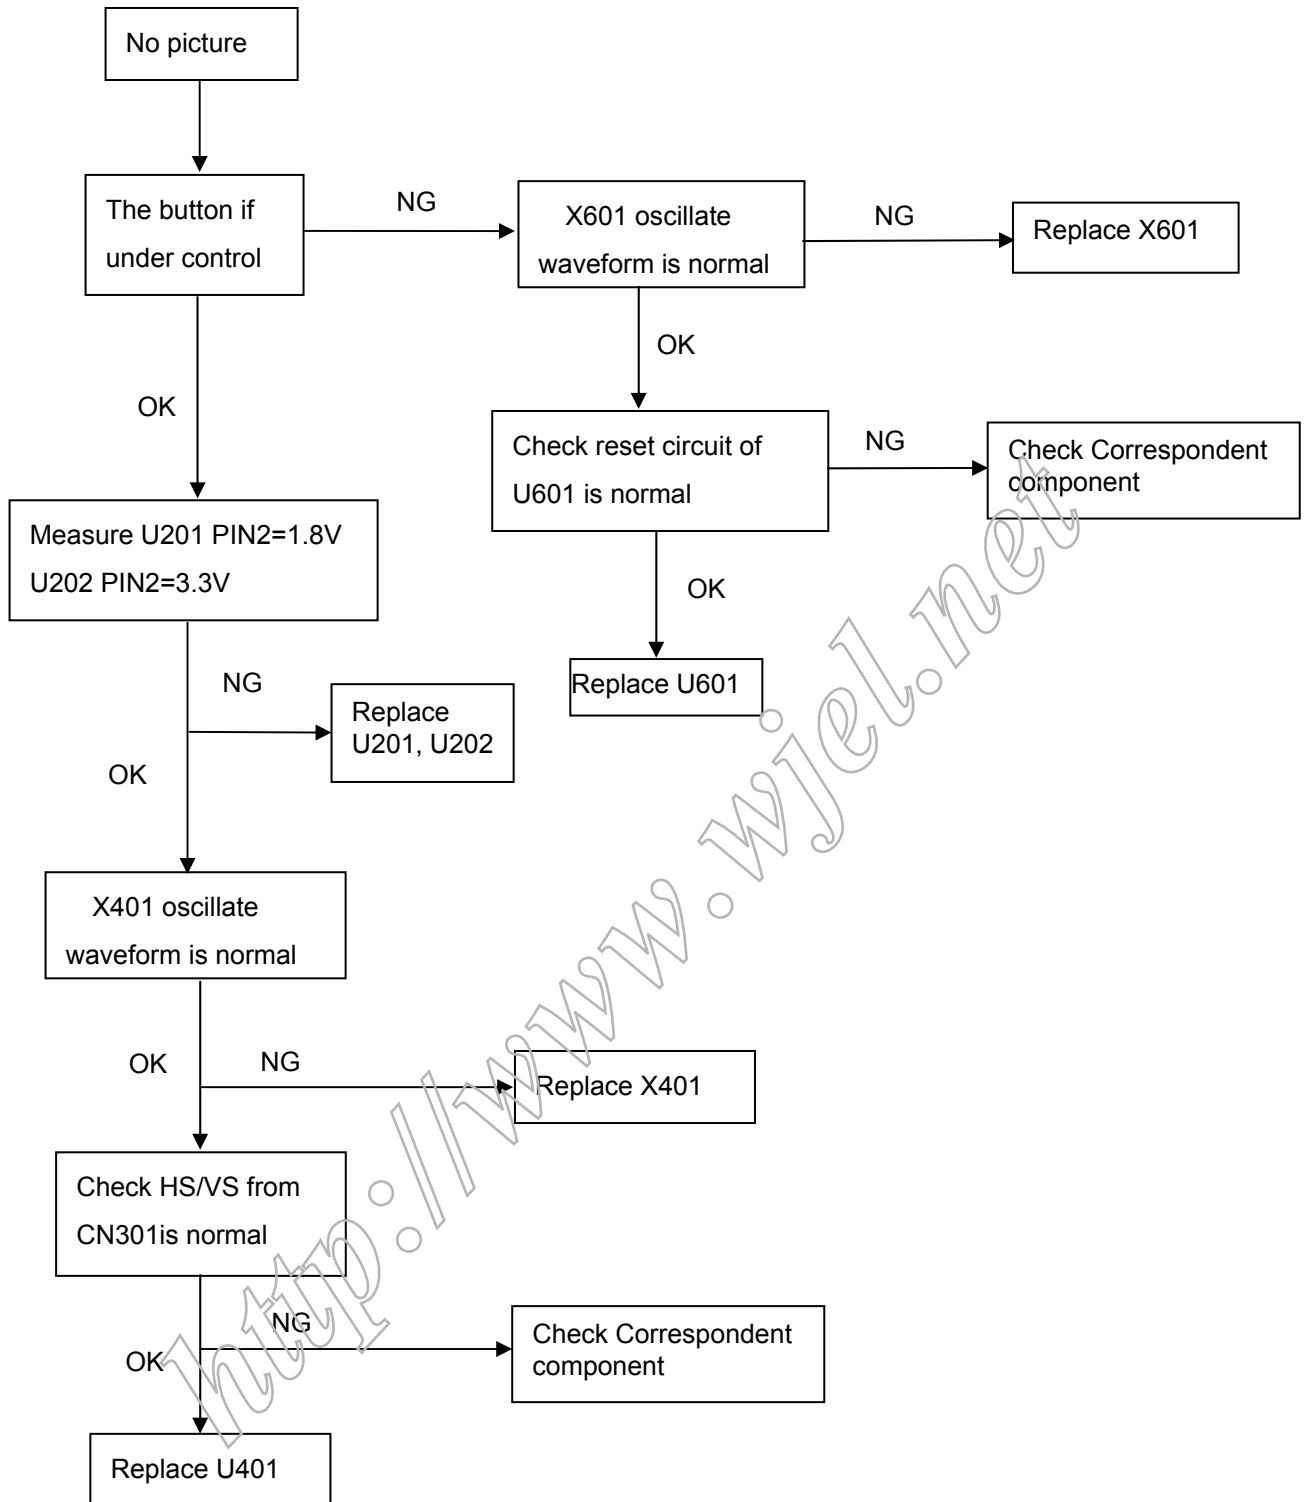 No picture
The button if
under control
NG
X601 oscillate
waveform is normal
NG
Replace X601
OK
OK
Check reset circuit of
U601 is normal
NG
Check Correspondent
component
Measure U201 PIN2=1.8V
U202 PIN2=3.3V
OK
Replace U601
NG
Replace
U201, U202
OK
X401 oscillate
waveform is normal
OK
NG
Replace X401
Check HS/VS from
CN301is normal
NG
OK
Check Correspondent
component
Replace U401
http://www.wjel.net